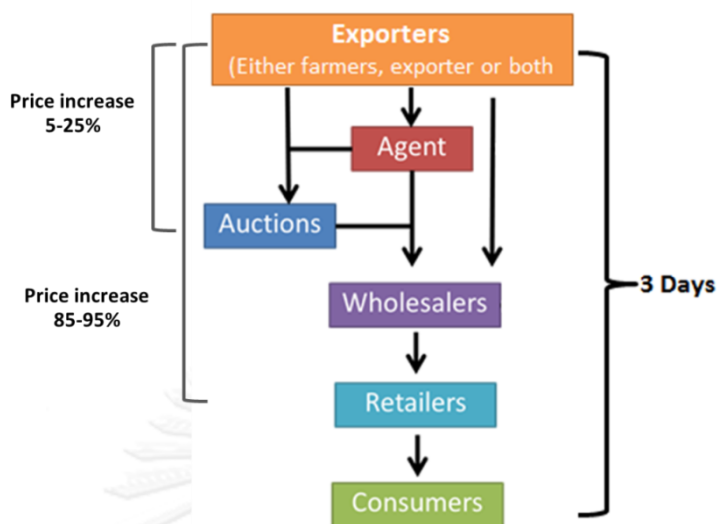 Exporters
(Either farmers, exporter or both
Price increase
5-25%
Agent
Auctions
Price increase
85-95%
Wholesalers
3 Days
Retailers
Consumers